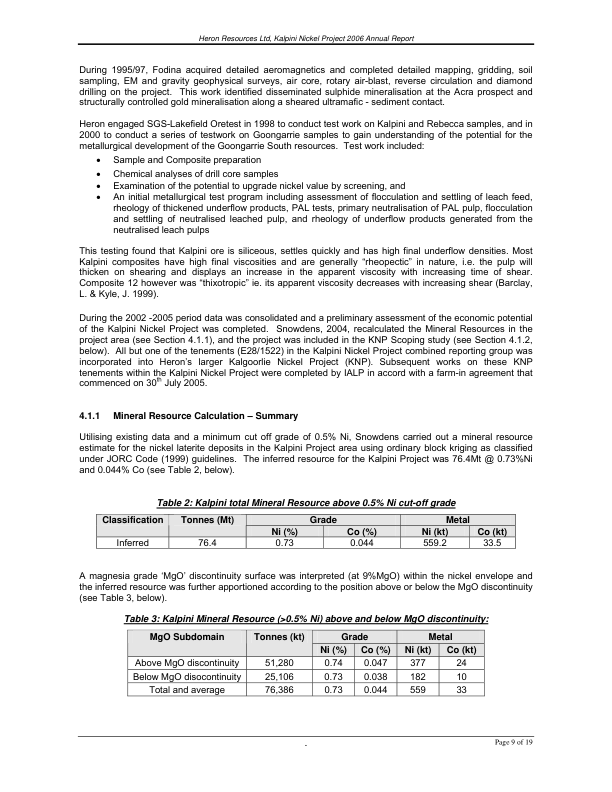 Heron Resources Ltd, Kalpini Nickel Project 2006 Annual Report
During 1995/97, Fodina acquired detailed aeromagnetics and completed detailed mapping, gridding, soil
sampling, EM and gravity geophysical surveys, air core, rotary air-blast, reverse circulation and diamond
drilling on the project. This work identified disseminated sulphide mineralisation at the Acra prospect and
structurally controlled gold mineralisation along a sheared ultramafic - sediment contact.
Heron engaged SGS-Lakefield Oretest in 1998 to conduct test work on Kalpini and Rebecca samples, and in
2000 to conduct a series of testwork on Goongarrie samples to gain understanding of the potential for the
metallurgical development of the Goongarrie South resources. Test work included:
• Sample and Composite preparation
• Chemical analyses of drill core samples
• Examination of the potential to upgrade nickel value by screening, and
• An initial metallurgical test program including assessment of flocculation and settling of leach feed,
rheology of thickened underflow products, PAL tests, primary neutralisation of PAL pulp, flocculation
and settling of neutralised leached pulp, and rheology of underflow products generated from the
neutralised leach pulps
This testing found that Kalpini ore is siliceous, settles quickly and has high final underflow densities. Most
Kalpini composites have high final viscosities and are generally “rheopectic” in nature, i.e. the pulp will
thicken on shearing and displays an increase in the apparent viscosity with increasing time of shear.
Composite 12 however was “thixotropic” ie. its apparent viscosity decreases with increasing shear (Barclay,
L. & Kyle, J. 1999).
During the 2002 -2005 period data was consolidated and a preliminary assessment of the economic potential
of the Kalpini Nickel Project was completed. Snowdens, 2004, recalculated the Mineral Resources in the
project area (see Section 4.1.1), and the project was included in the KNP Scoping study (see Section 4.1.2,
below). All but one of the tenements (E28/1522) in the Kalpini Nickel Project combined reporting group was
incorporated into Heron’s larger Kalgoorlie Nickel Project (KNP). Subsequent works on these KNP
tenements within the Kalpini Nickel Project were completed by IALP in accord with a farm-in agreement that
commenced on 30th July 2005.
4.1.1 Mineral Resource Calculation – Summary
Utilising existing data and a minimum cut off grade of 0.5% Ni, Snowdens carried out a mineral resource
estimate for the nickel laterite deposits in the Kalpini Project area using ordinary block kriging as classified
under JORC Code (1999) guidelines. The inferred resource for the Kalpini Project was 76.4Mt @ 0.73%Ni
and 0.044% Co (see Table 2, below).
Table 2: Kalpini total Mineral Resource above 0.5% Ni cut-off grade
Classification Tonnes (Mt) Grade Metal
Ni (%) Co (%) Ni (kt) Co (kt)
Inferred 76.4 0.73 0.044 559.2 33.5
A magnesia grade ‘MgO’ discontinuity surface was interpreted (at 9%MgO) within the nickel envelope and
the inferred resource was further apportioned according to the position above or below the MgO discontinuity
(see Table 3, below).
Table 3: Kalpini Mineral Resource (>0.5% Ni) above and below MgO discontinuity:
MgO Subdomain Tonnes (kt) Grade Metal
Ni (%) Co (%) Ni (kt) Co (kt)
Above MgO discontinuity 51,280 0.74 0.047 377 24
Below MgO disocontinuity 25,106 0.73 0.038 182 10
Total and average 76,386 0.73 0.044 559 33
- Page 9 of 19